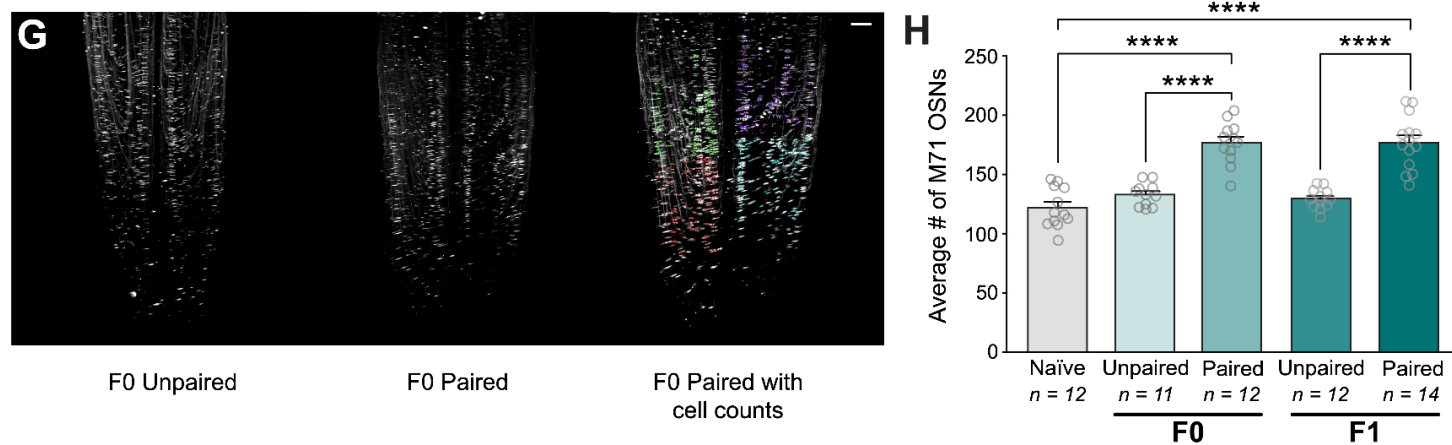 G
F0 Unpaired
F0 Paired
F0 Paired with
cell counts
H
****
****
****
****
Average # of M71 OSNs
250
200
150
100
50
0
Naïve
n = 12
Unpaired
n = 11
Paired
n = 12
Unpaired
n = 12
Paired
n = 14
F0
F1